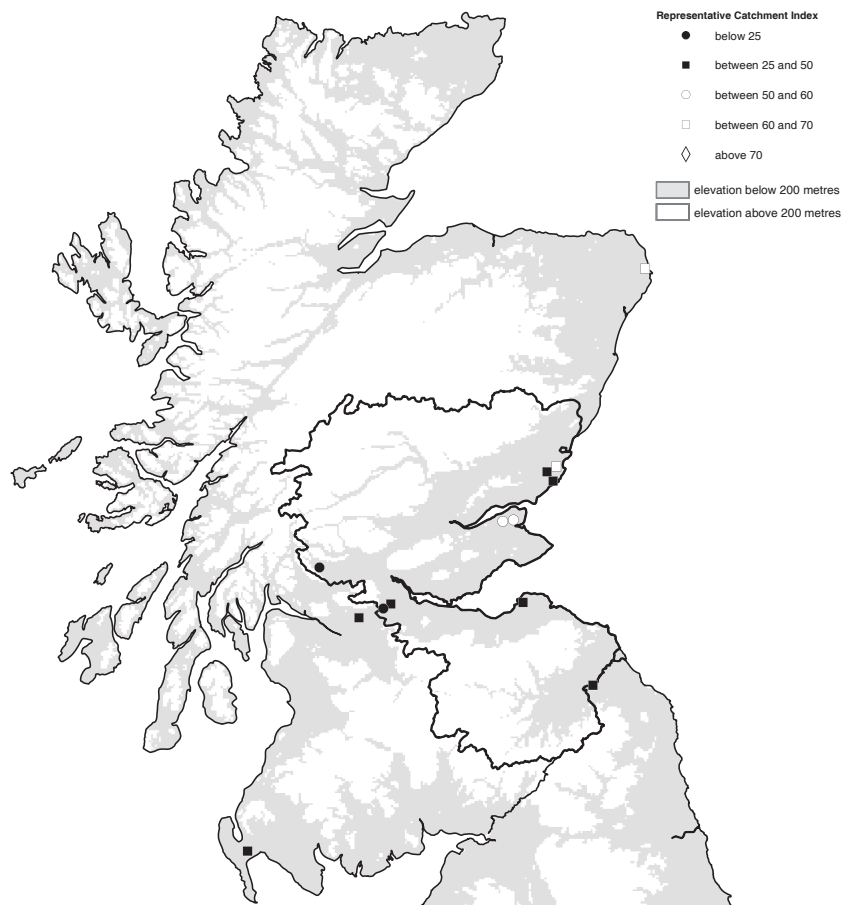 Representative Catchment Index
below 25
between 25 and 50
between 50 and 60
between 60 and 70
above 70
elevation below 200 metres
elevation above 200 metres